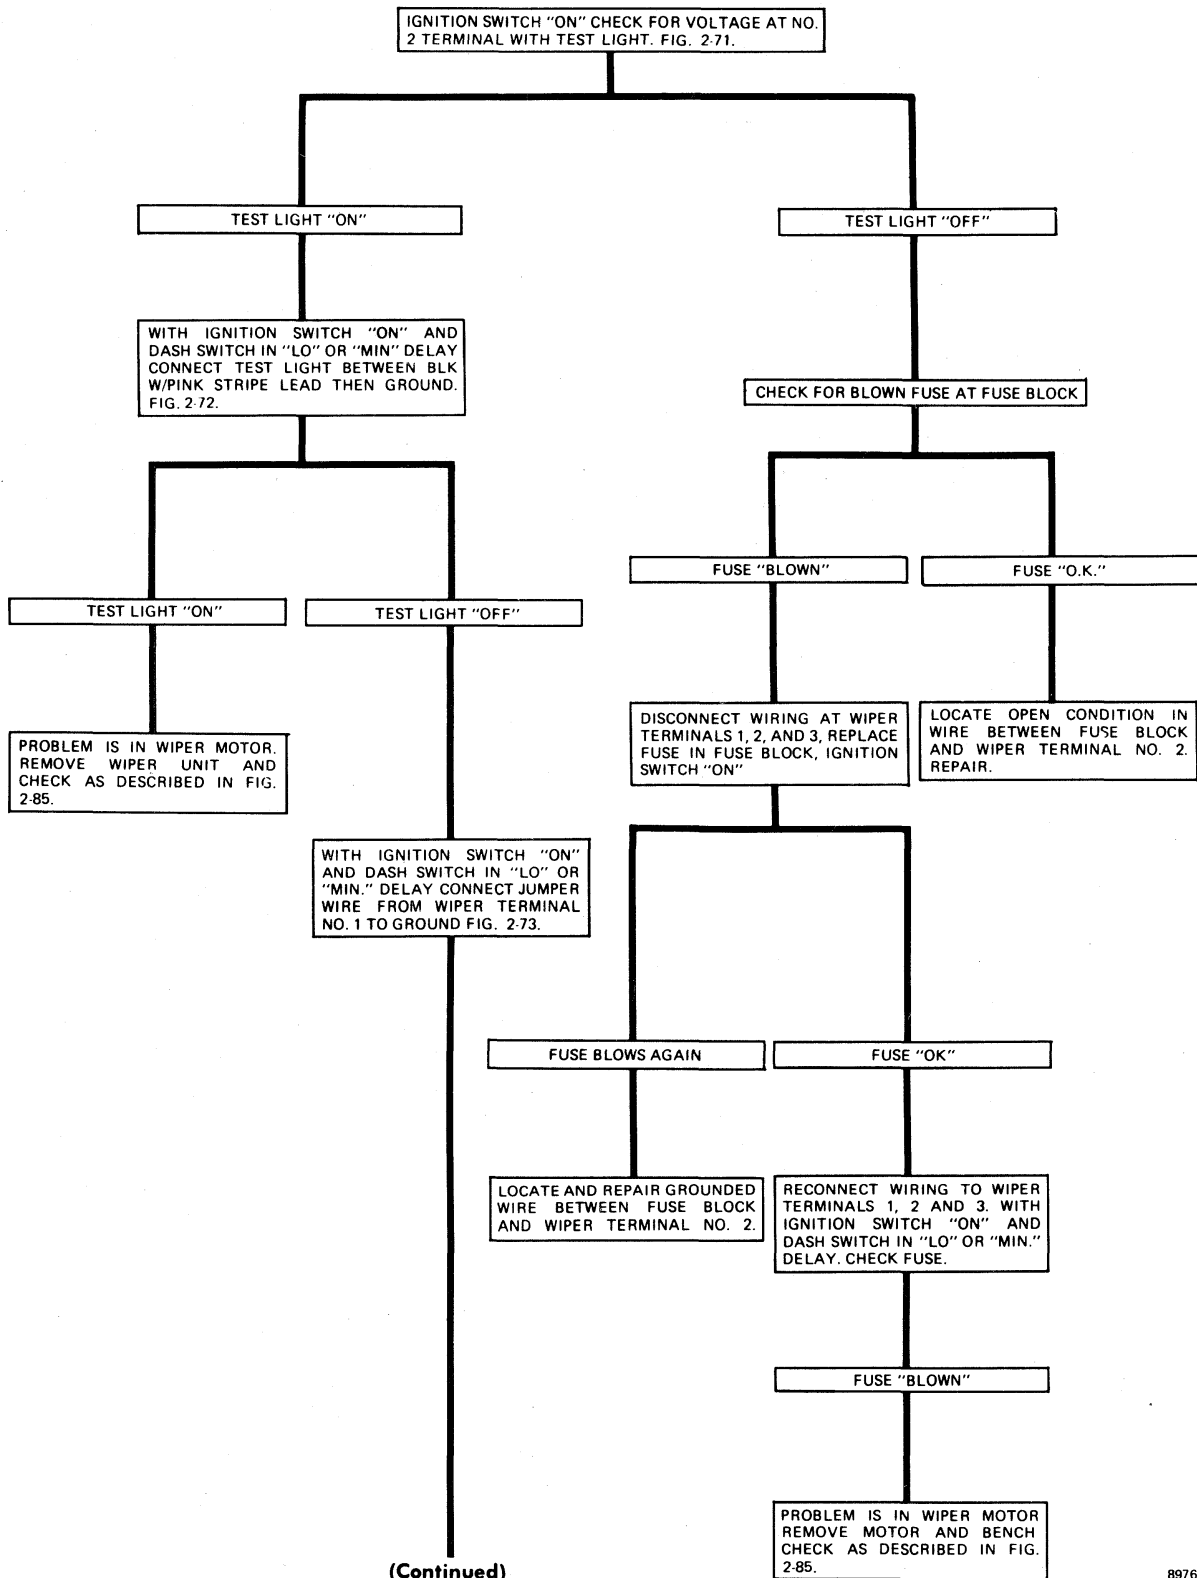 IGNITION SWITCH "ON" CHECK FOR VOLTAGE AT NO.
2 TERMINAL WITH TEST LIGHT. FIG. 2-71.
TEST LIGHT "ON"
TEST LIGHT "OFF"
WITH IGNITION SWITCH "ON" AND
DASH SWITCH IN "LO" OR "MIN" DELAY
CONNECT TEST LIGHT BETWEEN BLK
W/PINK STRIPE LEAD THEN GROUND.
FIG. 2-72.
CHECK FOR BLOWN FUSE AT FUSE BLOCK
FUSE "BLOWN"
FUSE "O.K."
TEST LIGHT "ON"
TEST LIGHT "OFF"
PROBLEM IS IN WIPER MOTOR.
REMOVE WIPER UNIT AND
CHECK AS DESCRIBED IN FIG.
2-85.
DISCONNECT WIRING AT WIPER
TERMINALS 1, 2, AND 3, REPLACE
FUSE IN FUSE BLOCK, IGNITION
SWITCH "ON"
LOCATE OPEN CONDITION IN
WIRE BETWEEN FUSE BLOCK
AND WIPER TERMINAL NO. 2.
REPAIR.
WITH IGNITION SWITCH "ON"
AND DASH SWITCH IN "LO" OR
"MIN." DELAY CONNECT JUMPER
WIRE FROM WIPER TERMINAL
NO. 1 TO GROUND FIG. 2-73.
FUSE BLOWS AGAIN
FUSE "OK"
LOCATE AND REPAIR GROUNDED
WIRE BETWEEN FUSE BLOCK
AND WIPER TERMINAL NO. 2.
RECONNECT WIRING TO WIPER
TERMINALS 1, 2 AND 3. WITH
IGNITION SWITCH "ON" AND
DASH SWITCH IN "LO" OR "MIN."
DELAY. CHECK FUSE.
FUSE "BLOWN"
PROBLEM IS IN WIPER MOTOR
REMOVE MOTOR AND BENCH
CHECK AS DESCRIBED IN FIG.
2-85.
(Continued)
8976